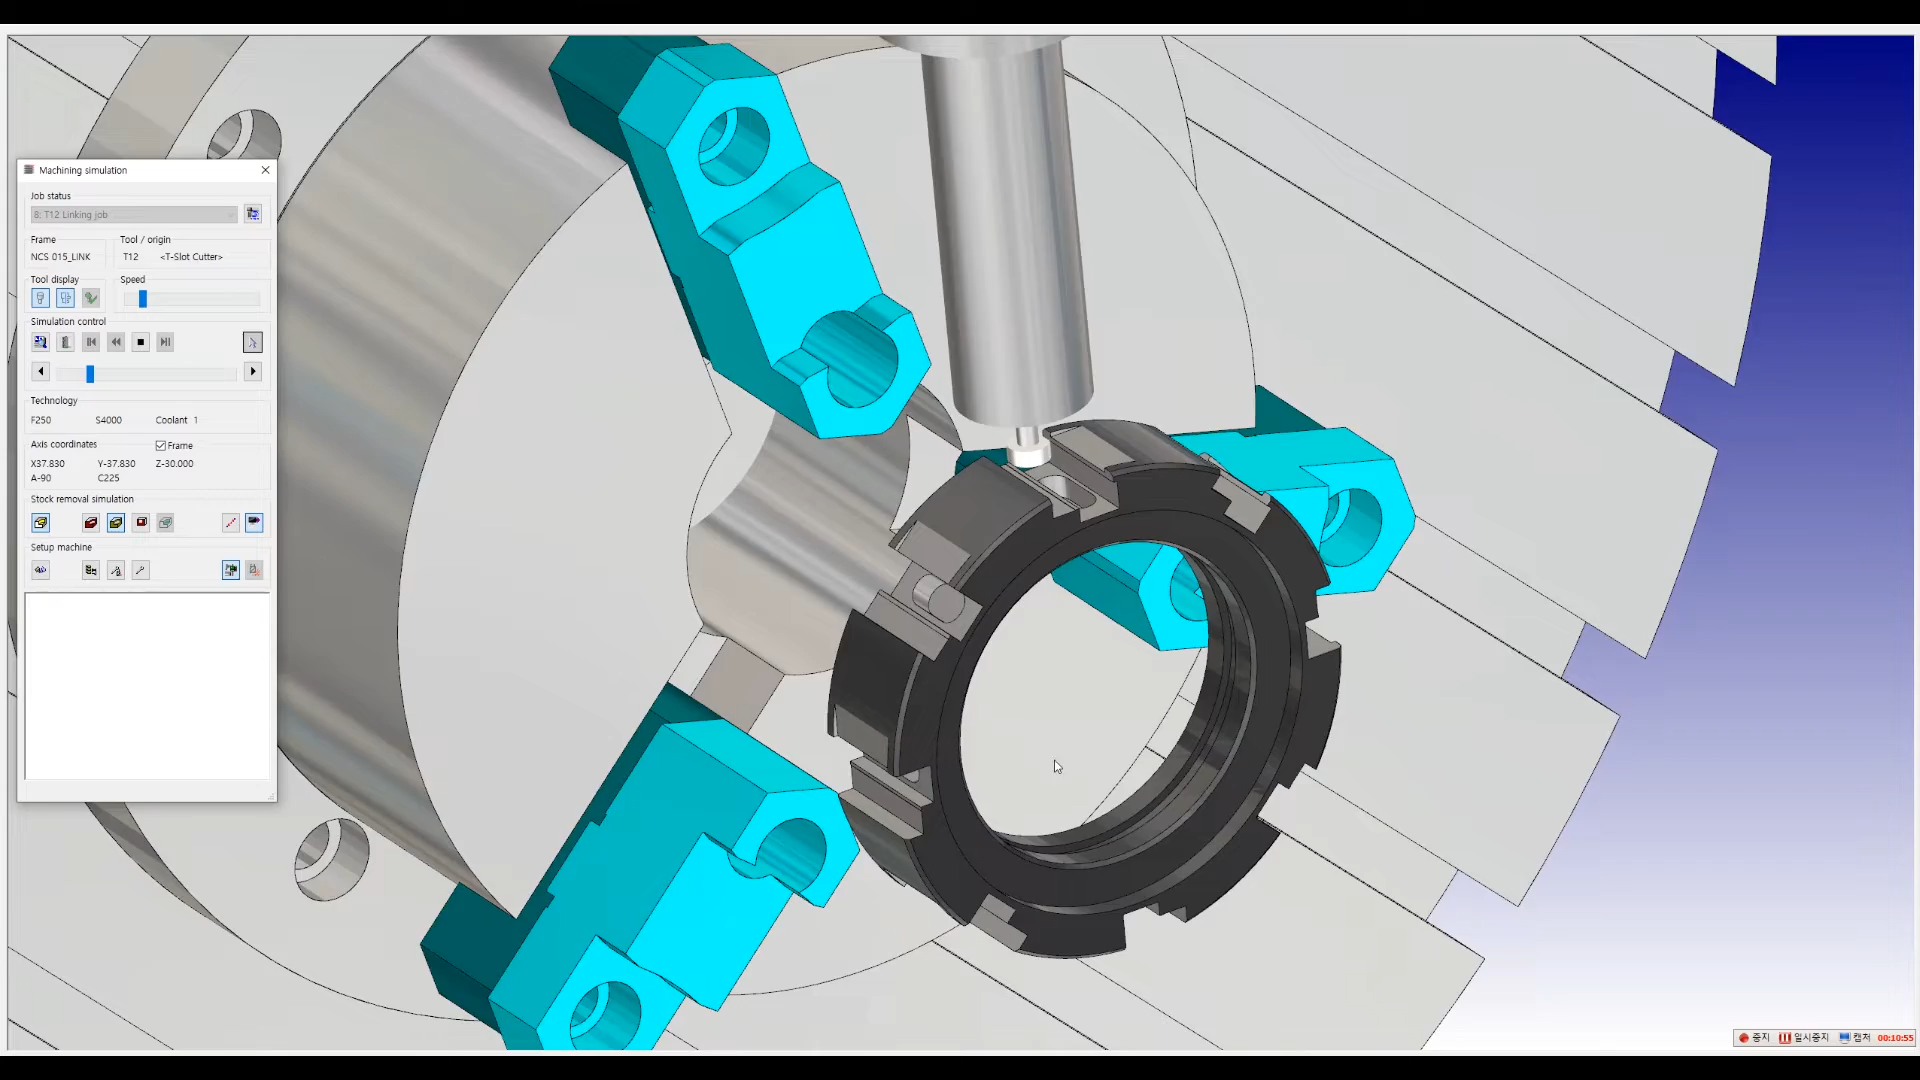 Machining simulation
Job status
8: T12 Linking job
Frame
Tool / origin
NCS 015_LINK
T12 <T-Slot Cutter>
Tool display
Speed
Simulation control
Technology
F250 S4000 Coolant 1
Axis coordinates
Frame
X37.830 Y-37.830 Z-30.000
A-90 C225
Stock removal simulation
Setup machine
중지 일시중지 캡처 00:10:55